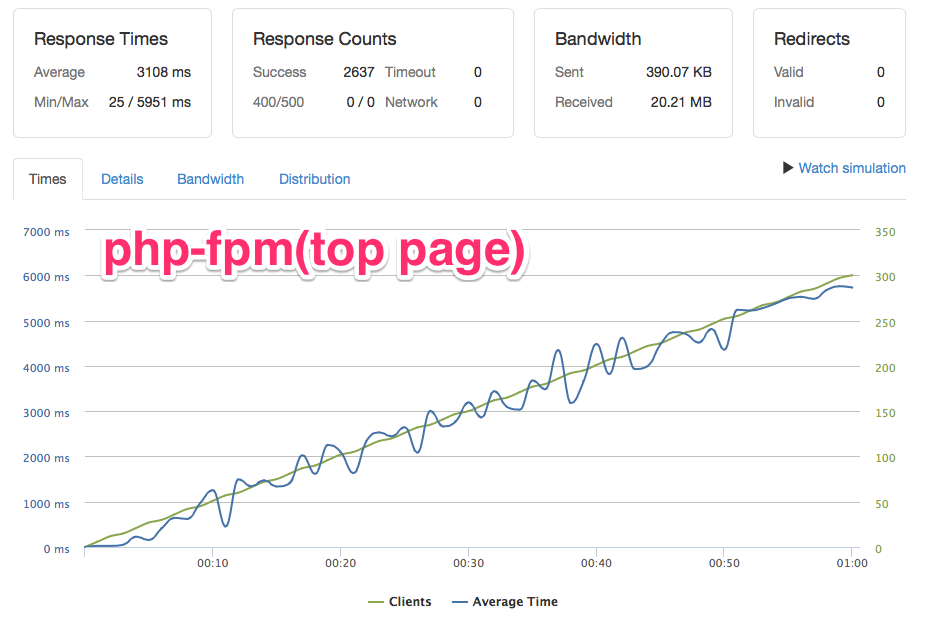 Response Times
Average 3108 ms
Min/Max 25 / 5951 ms
Response Counts
Success 2637 Timeout 0
400/500 0 / 0 Network 0
Bandwidth
Sent 390.07 KB
Received 20.21 MB
Redirects
Valid 0
Invalid 0
Times Details Bandwidth Distribution
Watch simulation
php-fpm(top page)
7000 ms 350
6000 ms 300
5000 ms 250
4000 ms 200
3000 ms 150
2000 ms 100
1000 ms 50
0 ms 0
00:10 00:20 00:30 00:40 00:50 01:00
Clients Average Time